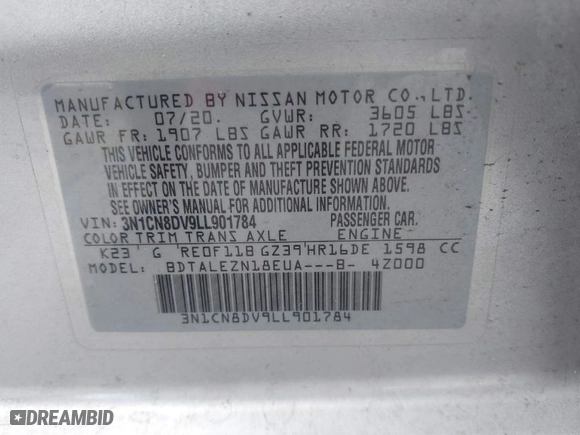 MANUFACTURED BY NISSAN MOTOR CO.,LTD.
DATE: 07/20. GVWR: 3605 LBS
GAWR FR: 1907 LBS GAWR RR: 1720 LBS
THIS VEHICLE CONFORMS TO ALL APPLICABLE FEDERAL MOTOR
VEHICLE SAFETY, BUMPER AND THEFT PREVENTION STANDARDS
IN EFFECT ON THE DATE OF MANUFACTURE SHOWN ABOVE.
SEE OWNER'S MANUAL FOR ADDITIONAL INFORMATION.
VIN: 3N1CN8DV9LL901784 PASSENGER CAR.
COLOR TRIM TRANS AXLE ENGINE
K23 G RE0F11B GZ39 HR16DE 1598 CC
MODEL: BDTALEZN18EUA---B- 4Z000
3N1CN8DV9LL901784
DREAMBID